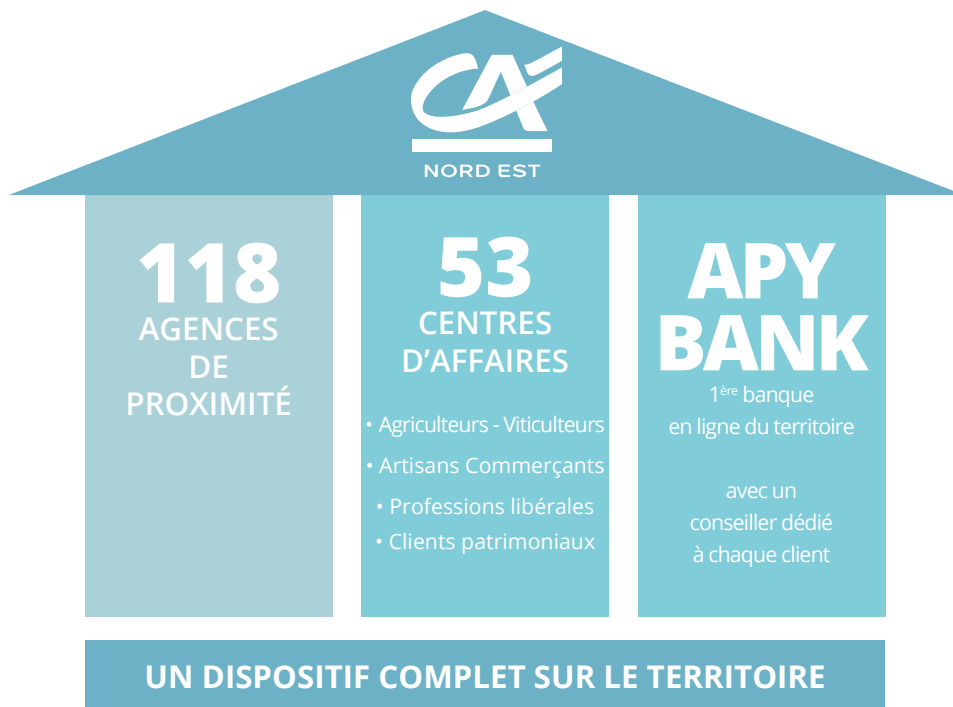 CA
NORD EST
118
AGENCES
DE
PROXIMITÉ
53
CENTRES
D’AFFAIRES
• Agriculteurs - Viticulteurs
• Artisans Commerçants
• Professions libérales
• Clients patrimoniaux
APY
BANK
1ère banque
en ligne du territoire
avec un
conseiller dédié
à chaque client
UN DISPOSITIF COMPLET SUR LE TERRITOIRE